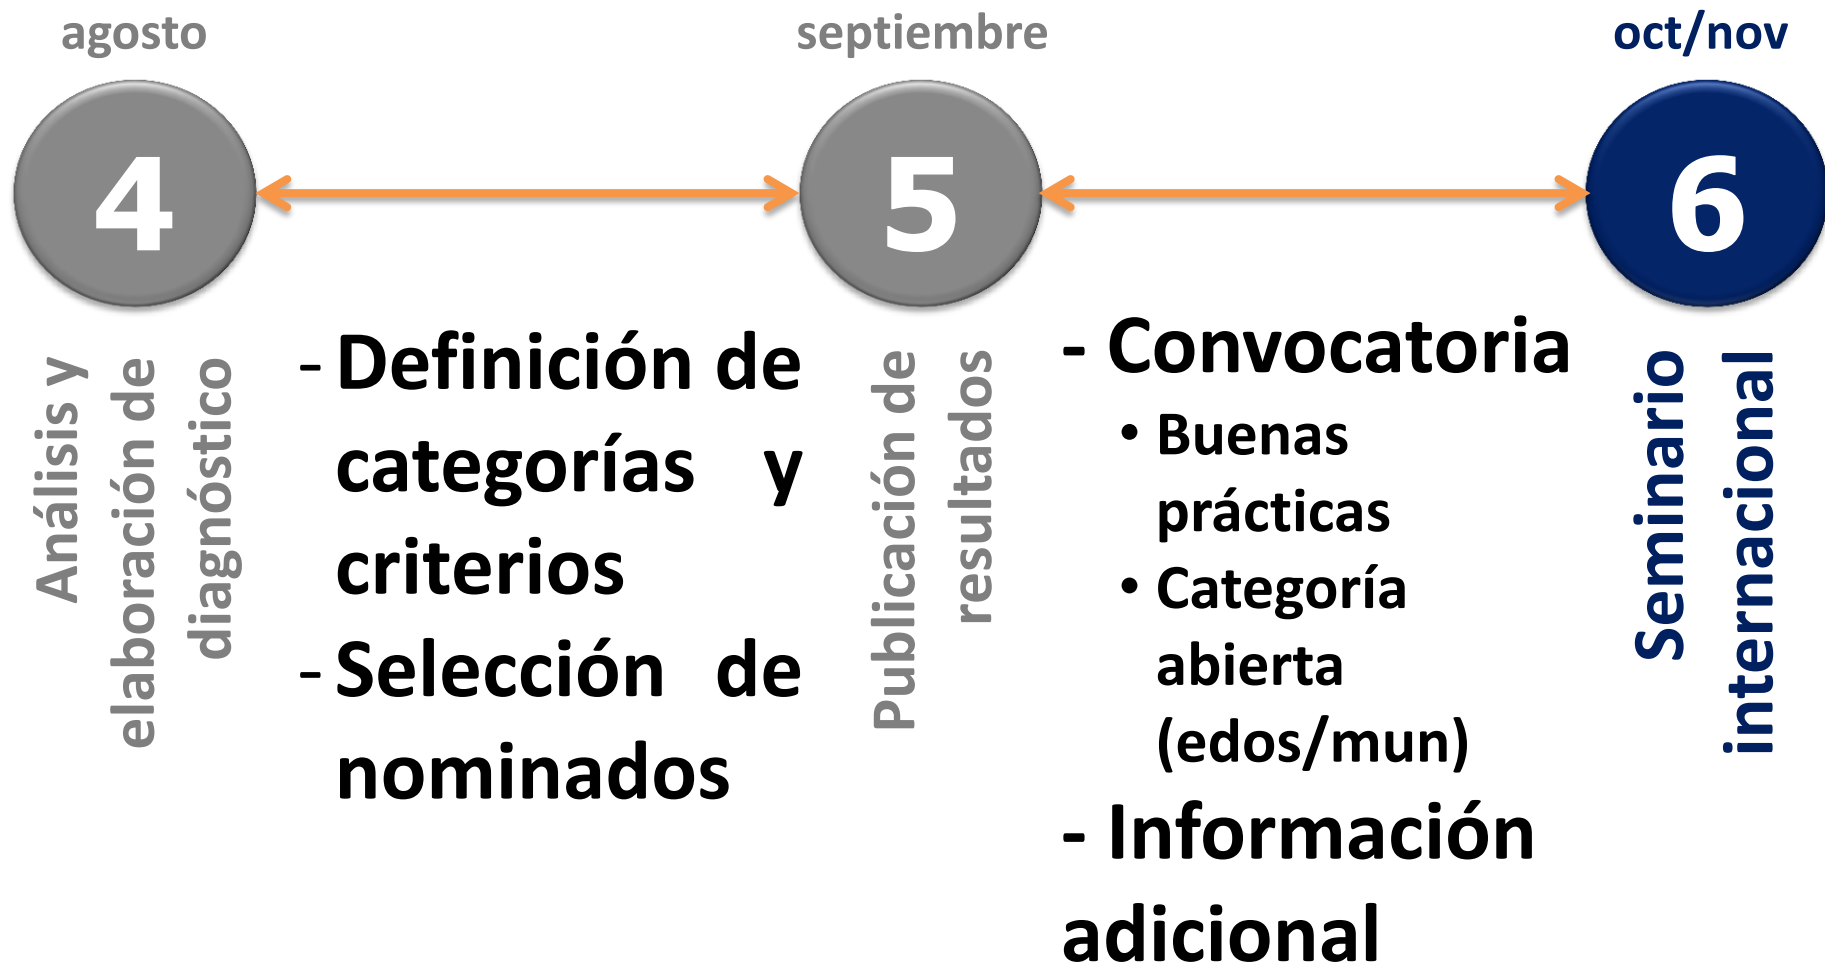 agosto
septiembre
oct/nov
4
5
6
Análisis y
elaboración de
diagnóstico
- Definición de
categorías y
criterios
- Selección de
nominados
Publicación de
resultados
- Convocatoria
• Buenas
prácticas
• Categoría
abierta
(edos/mun)
- Información
adicional
Seminario
internacional